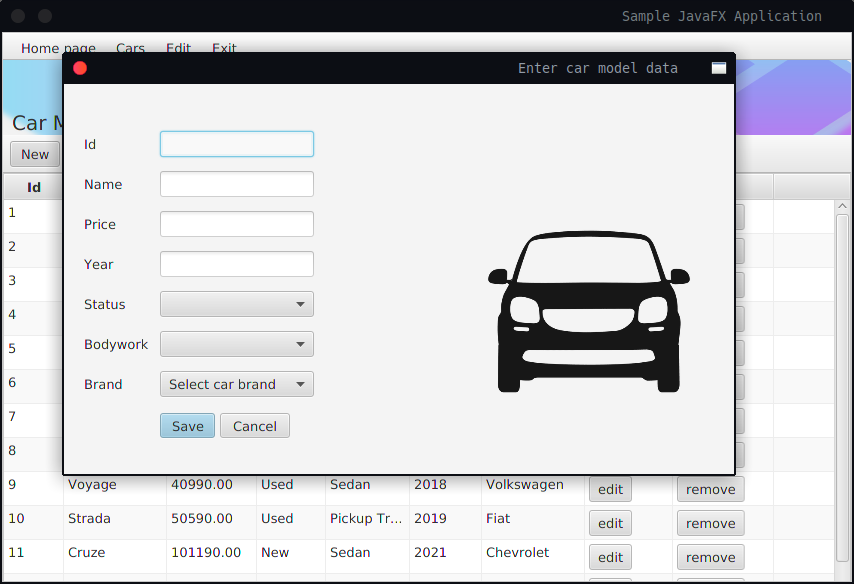 Sample JavaFX Application
Home page Cars Edit Exit
Enter car model data
Car M
New
Id
Id
Name
Price
Year
Status
Bodywork
Brand Select car brand
Save Cancel
1
2
3
4
5
6
7
8
9 Voyage 40990.00 Used Sedan 2018 Volkswagen edit remove
10 Strada 50590.00 Used Pickup Tr... 2019 Fiat edit remove
11 Cruze 101190.00 New Sedan 2021 Chevrolet edit remove